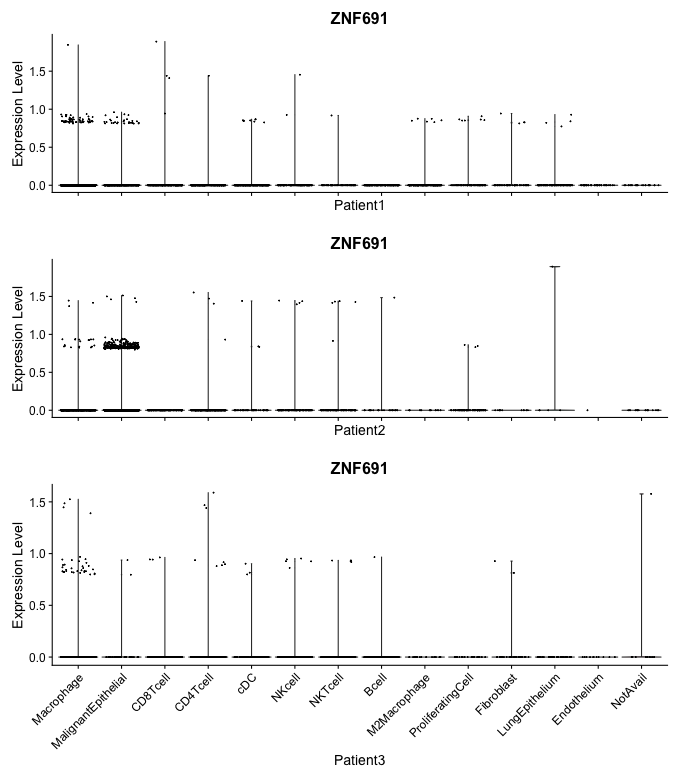 ZNF691
Expression Level
1.5
1.0
0.5
0.0
Patient1
ZNF691
Expression Level
1.5
1.0
0.5
0.0
Patient2
ZNF691
Expression Level
1.5
1.0
0.5
0.0
Macrophage
MalignantEpithelial
CD8Tcell
CD4Tcell
cDC
NKcell
NKTcell
Bcell
M2Macrophage
ProliferatingCell
Fibroblast
LungEpithelium
Endothelium
NotAvail
Patient3